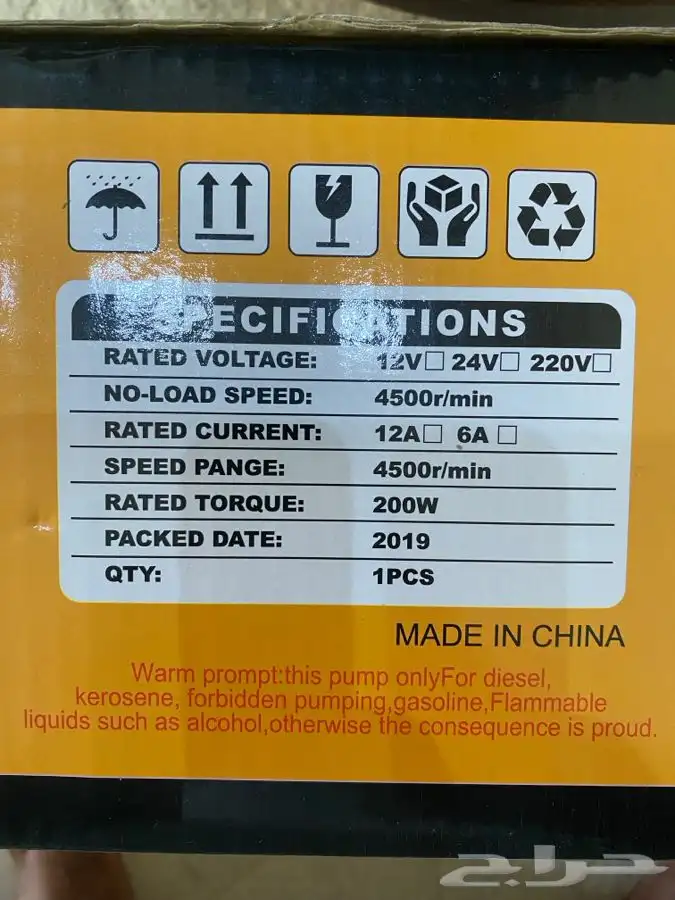 SPECIFICATIONS
RATED VOLTAGE: 12V□ 24V□ 220V□
NO-LOAD SPEED: 4500r/min
RATED CURRENT: 12A□ 6A □
SPEED PANGE: 4500r/min
RATED TORQUE: 200W
PACKED DATE: 2019
QTY: 1PCS
MADE IN CHINA
Warm prompt:this pump onlyFor diesel,
kerosene, forbidden pumping,gasoline,Flammable
liquids such as alcohol,otherwise the consequence is proud.
حراج